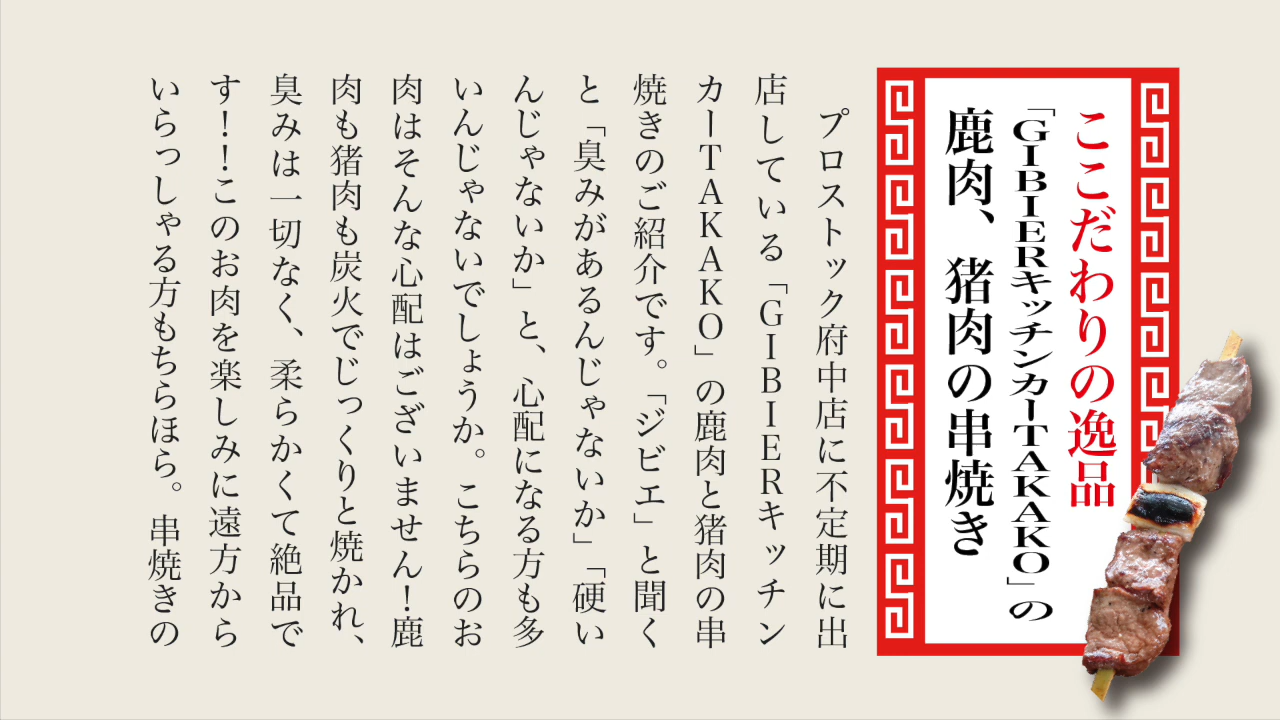 ここだわりの逸品
「GIBIERキッチンカーTAKAKO」の
鹿肉、猪肉の串焼き
プロストック府中店に不定期に出
店している「GIBIERキッチン
カーTAKAKO」の鹿肉と猪肉の串
焼きのご紹介です。「ジビエ」と聞く
と「臭みがあるんじゃないか」「硬い
んじゃないか」と、心配になる方も多
いんじゃないでしょうか。こちらのお
肉はそんな心配はございません!鹿
肉も猪肉も炭火でじっくりと焼かれ、
臭みは一切なく、柔らかくて絶品で
す!!このお肉を楽しみに遠方から
いらっしゃる方もちらほら。串焼きの